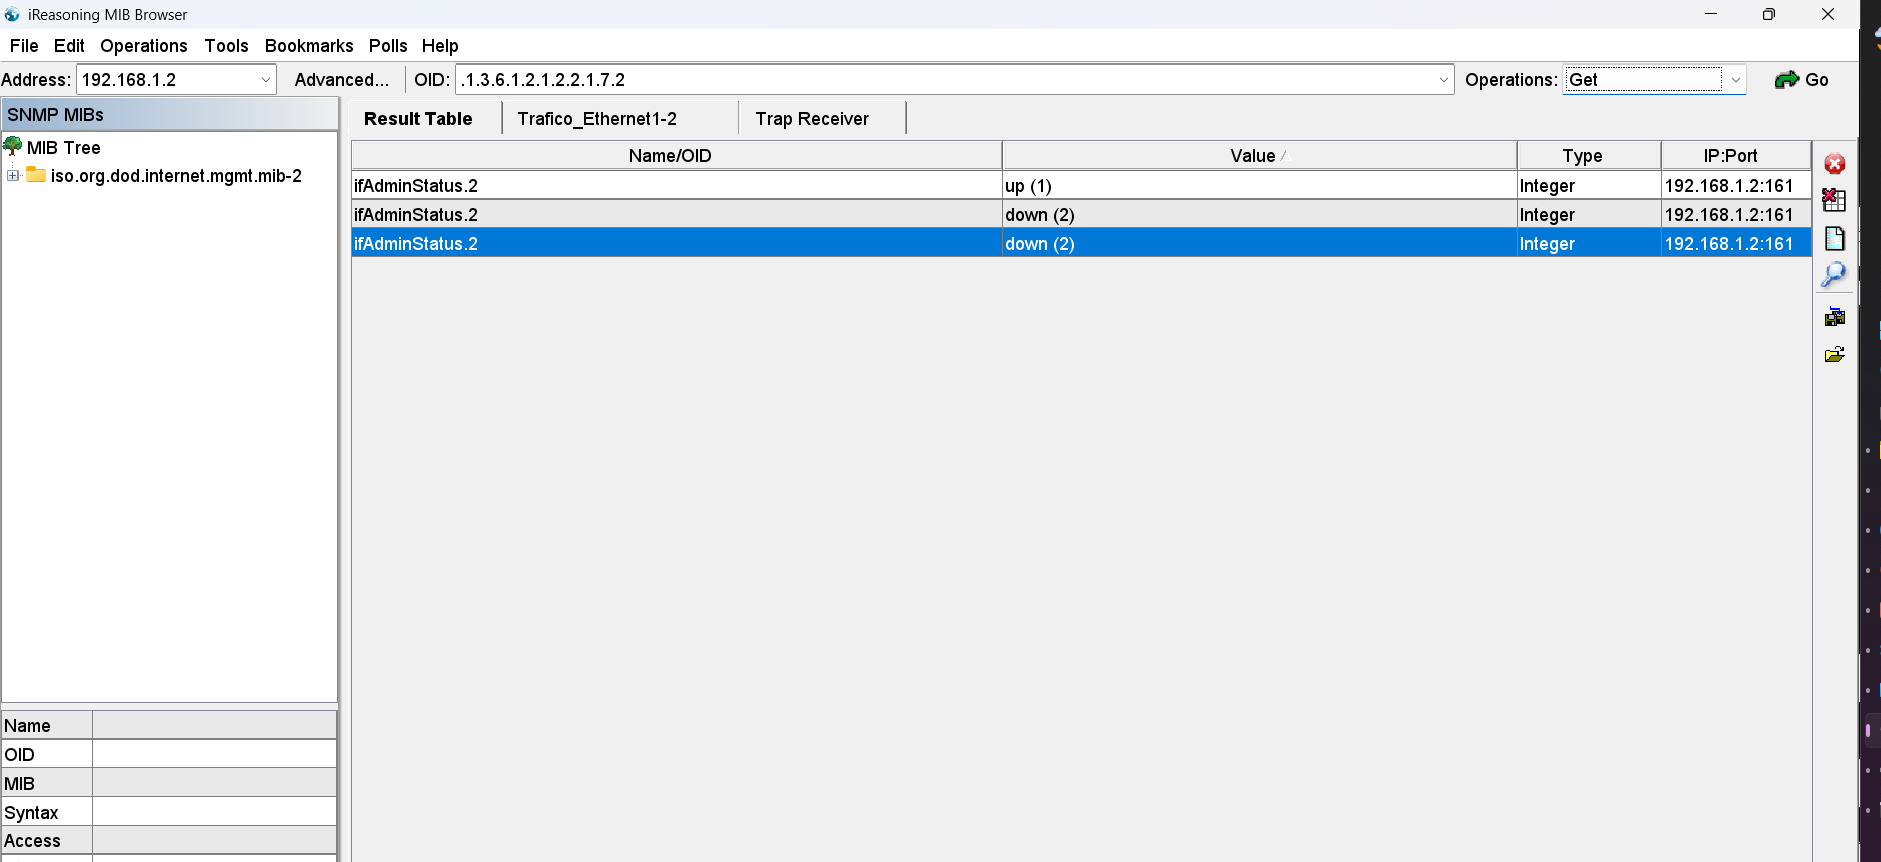 iReasoning MIB Browser
File Edit Operations Tools Bookmarks Polls Help
Address: 192.168.1.2 Advanced... OID: .1.3.6.1.2.1.2.2.1.7.2 Operations: Get Go
SNMP MIBs
MIB Tree
iso.org.dod.internet.mgmt.mib-2
Result Table Trafico_Ethernet1-2 Trap Receiver
Name/OID Value Type IP:Port
ifAdminStatus.2 up (1) Integer 192.168.1.2:161
ifAdminStatus.2 down (2) Integer 192.168.1.2:161
ifAdminStatus.2 down (2) Integer 192.168.1.2:161
Name
OID
MIB
Syntax
Access